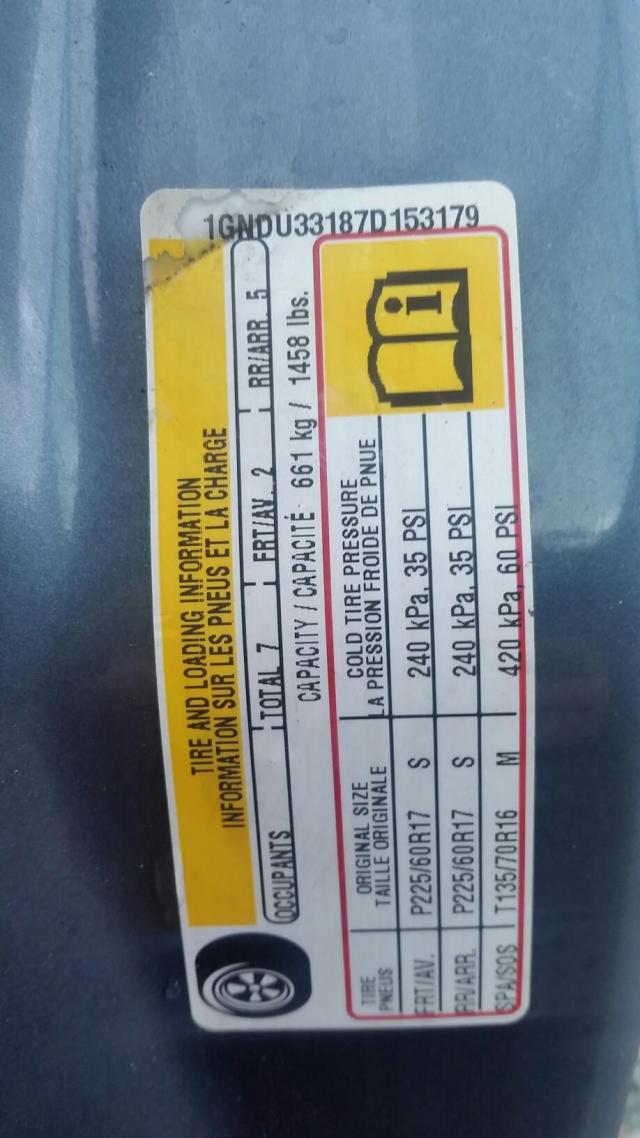 1GNDU33187D153179
TIRE AND LOADING INFORMATION
INFORMATION SUR LES PNEUS ET LA CHARGE
OCCUPANTS TOTAL 7 FRT/AV. 2 RR/ARR. 5
CAPACITY / CAPACITÉ 661 kg / 1458 lbs.
TIRE ORIGINAL SIZE COLD TIRE PRESSURE
PNEUS TAILLE ORIGINALE LA PRESSION FROIDE DE PNUE
FRT/AV. P225/60R17 S 240 kPa, 35 PSI
RR/ARR. P225/60R17 S 240 kPa, 35 PSI
SPA/SOS T135/70R16 M 420 kPa, 60 PSI
i